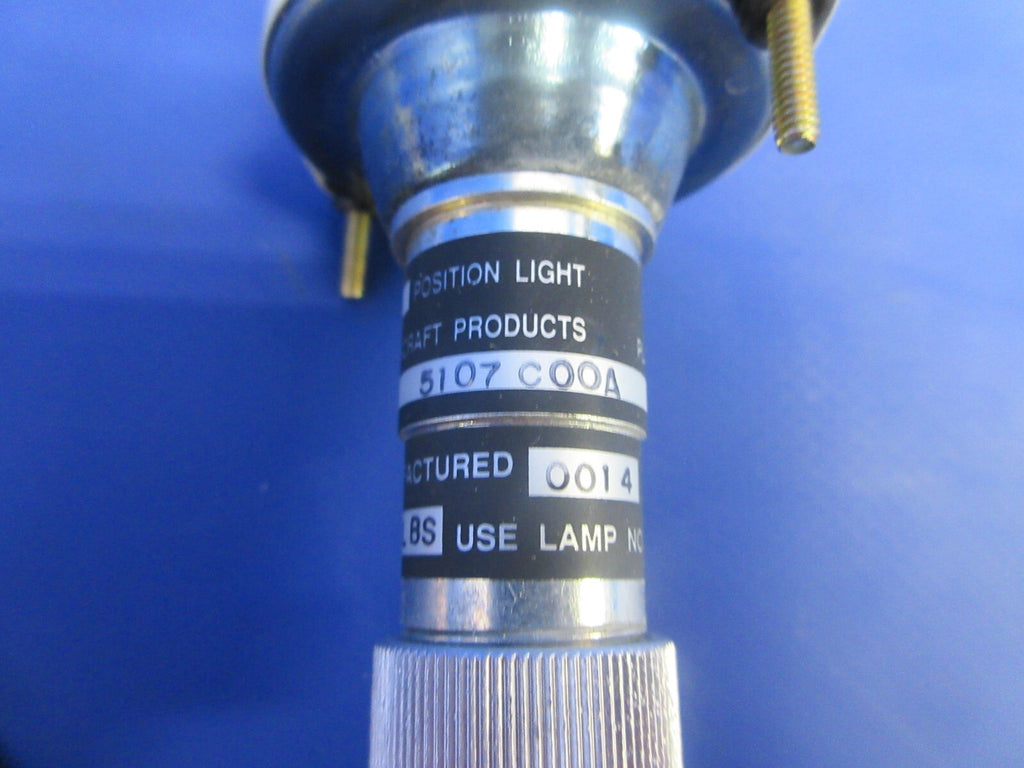 POSITION LIGHT
RAFT PRODUCTS
5107 C00A
ACTURED 0014
LBS USE LAMP NO